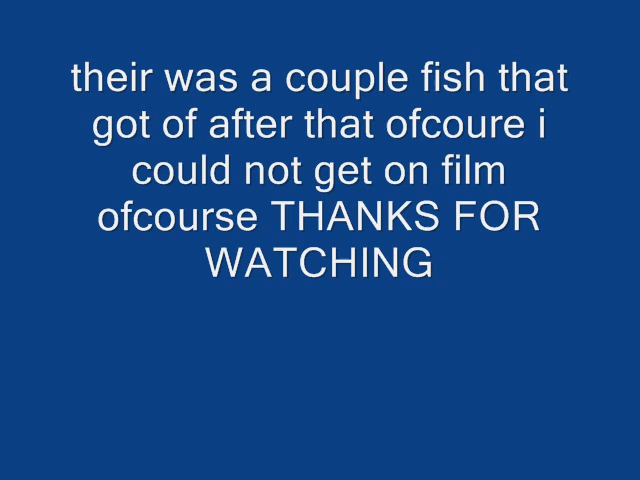 their was a couple fish that
got of after that ofcoure i
could not get on film
ofcourse THANKS FOR
WATCHING